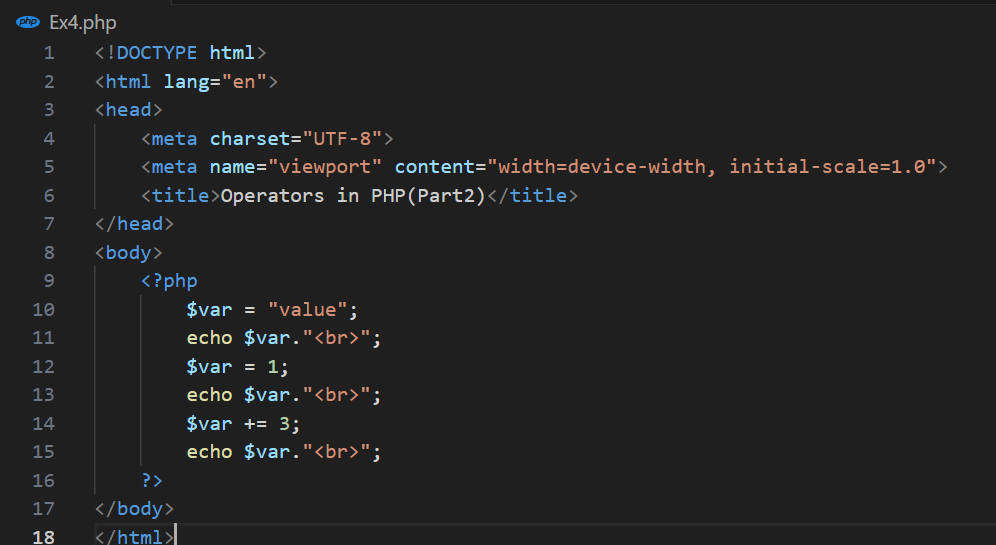 php Ex4.php
1 <!DOCTYPE html>
2 <html lang="en">
3 <head>
4     <meta charset="UTF-8">
5     <meta name="viewport" content="width=device-width, initial-scale=1.0">
6     <title>Operators in PHP(Part2)</title>
7 </head>
8 <body>
9     <?php
10         $var = "value";
11         echo $var."<br>";
12         $var = 1;
13         echo $var."<br>";
14         $var += 3;
15         echo $var."<br>";
16     ?>
17 </body>
18 </html>